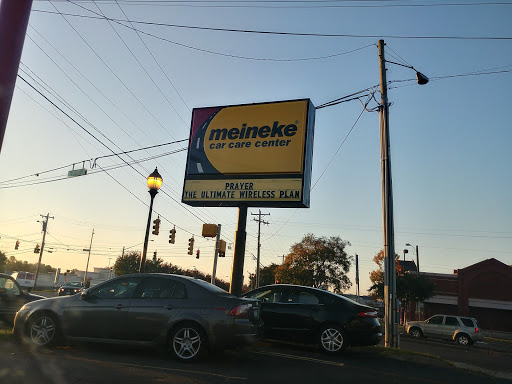 meineke®
car care center
PRAYER
THE ULTIMATE WIRELESS PLAN